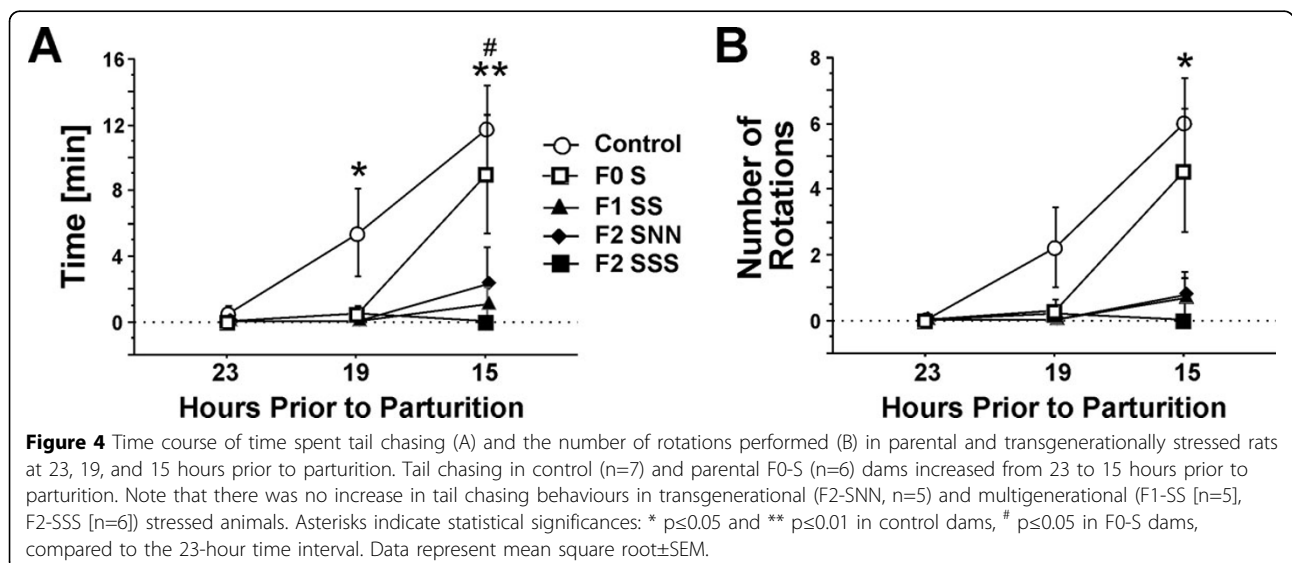 A
#
**
*
16
12
8
4
0
Time [min]
23 19 15
Hours Prior to Parturition
Control
F0 S
F1 SS
F2 SNN
F2 SSS
B
*
8
6
4
2
0
Number of
Rotations
23 19 15
Hours Prior to Parturition
Figure 4 Time course of time spent tail chasing (A) and the number of rotations performed (B) in parental and transgenerationally stressed rats
at 23, 19, and 15 hours prior to parturition. Tail chasing in control (n=7) and parental F0-S (n=6) dams increased from 23 to 15 hours prior to
parturition. Note that there was no increase in tail chasing behaviours in transgenerational (F2-SNN, n=5) and multigenerational (F1-SS [n=5],
F2-SSS [n=6]) stressed animals. Asterisks indicate statistical significances: * p≤0.05 and ** p≤0.01 in control dams, # p≤0.05 in F0-S dams,
compared to the 23-hour time interval. Data represent mean square root±SEM.